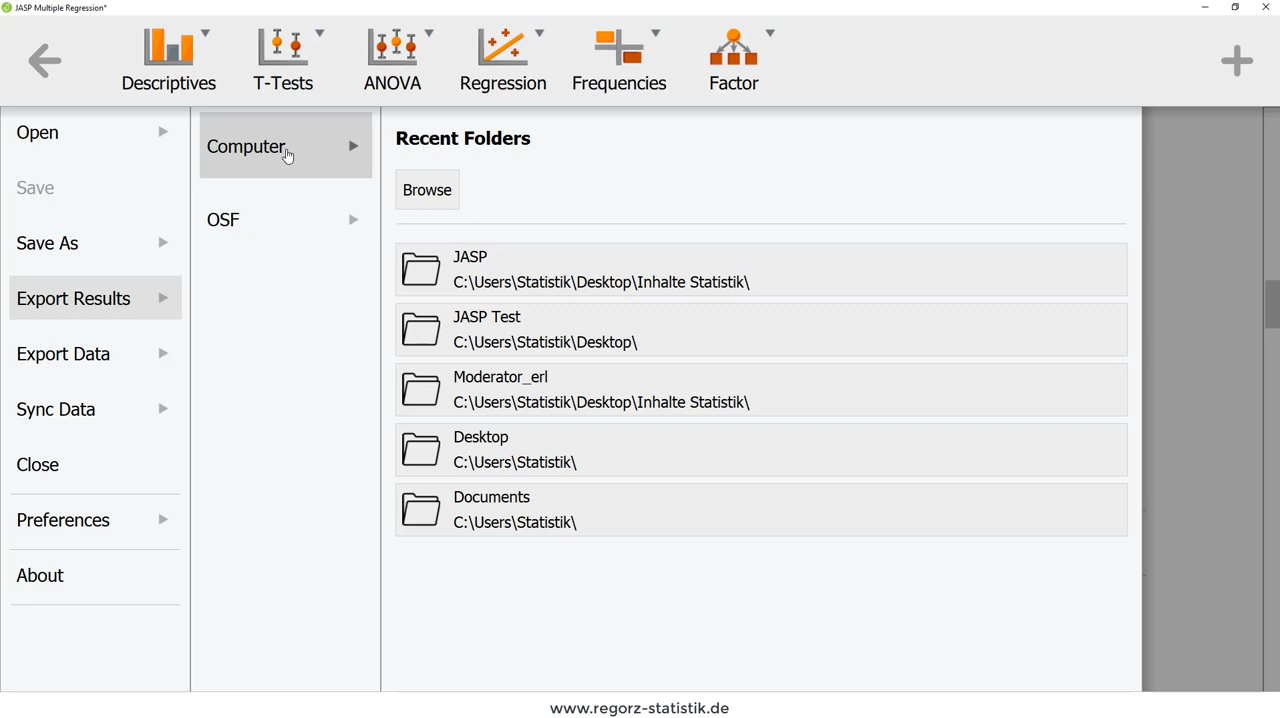 JASP Multiple Regression*
Descriptives
T-Tests
ANOVA
Regression
Frequencies
Factor
Open
Save
Save As
Export Results
Export Data
Sync Data
Close
Preferences
About
Computer
OSF
Recent Folders
Browse
JASP
C:\Users\Statistik\Desktop\Inhalte Statistik\
JASP Test
C:\Users\Statistik\Desktop\
Moderator_erl
C:\Users\Statistik\Desktop\Inhalte Statistik\
Desktop
C:\Users\Statistik\
Documents
C:\Users\Statistik\
www.regorz-statistik.de